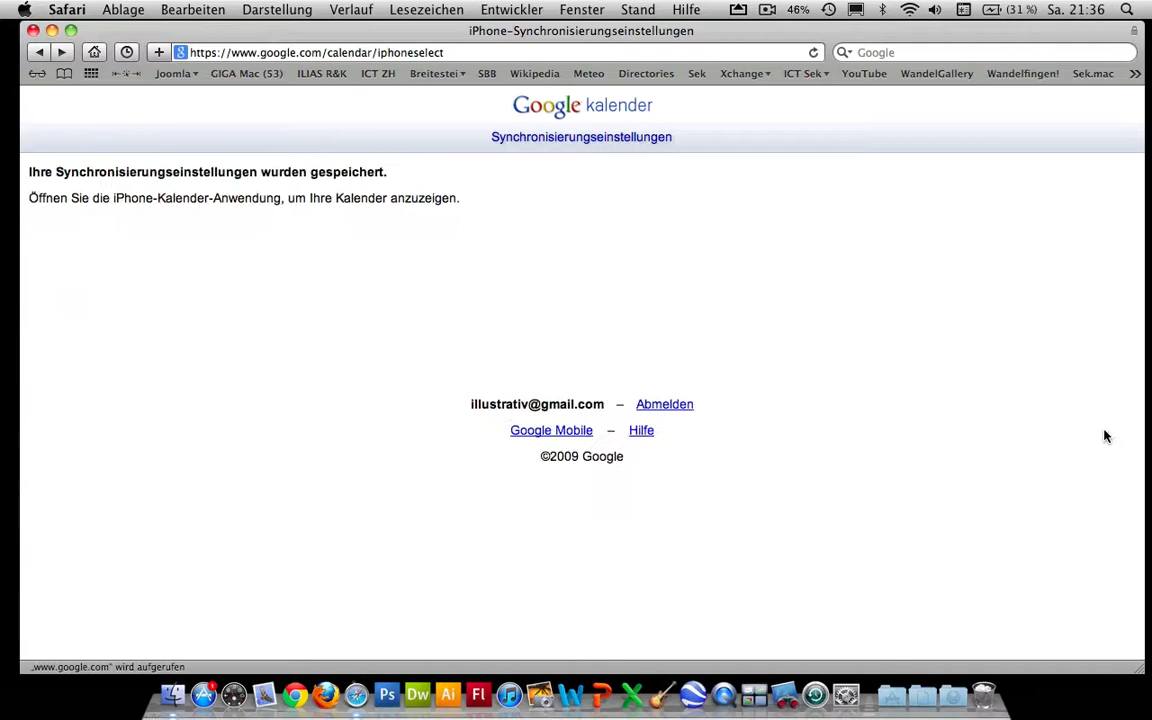 Safari Ablage Bearbeiten Darstellung Verlauf Lesezeichen Entwickler Fenster Stand Hilfe 46% (31 %) Sa. 21:36
iPhone-Synchronisierungseinstellungen
https://www.google.com/calendar/iphoneselect Google
Joomla GIGA Mac (53) ILIAS R&K ICT ZH Breitestei SBB Wikipedia Meteo Directories Sek Xchange ICT Sek YouTube WandelGallery Wandelfingen! Sek.mac
Google kalender
Synchronisierungseinstellungen
Ihre Synchronisierungseinstellungen wurden gespeichert.
Öffnen Sie die iPhone-Kalender-Anwendung, um Ihre Kalender anzuzeigen.
illustrativ@gmail.com – Abmelden
Google Mobile – Hilfe
©2009 Google
„www.google.com“ wird aufgerufen
Ps Dw Ai Fl